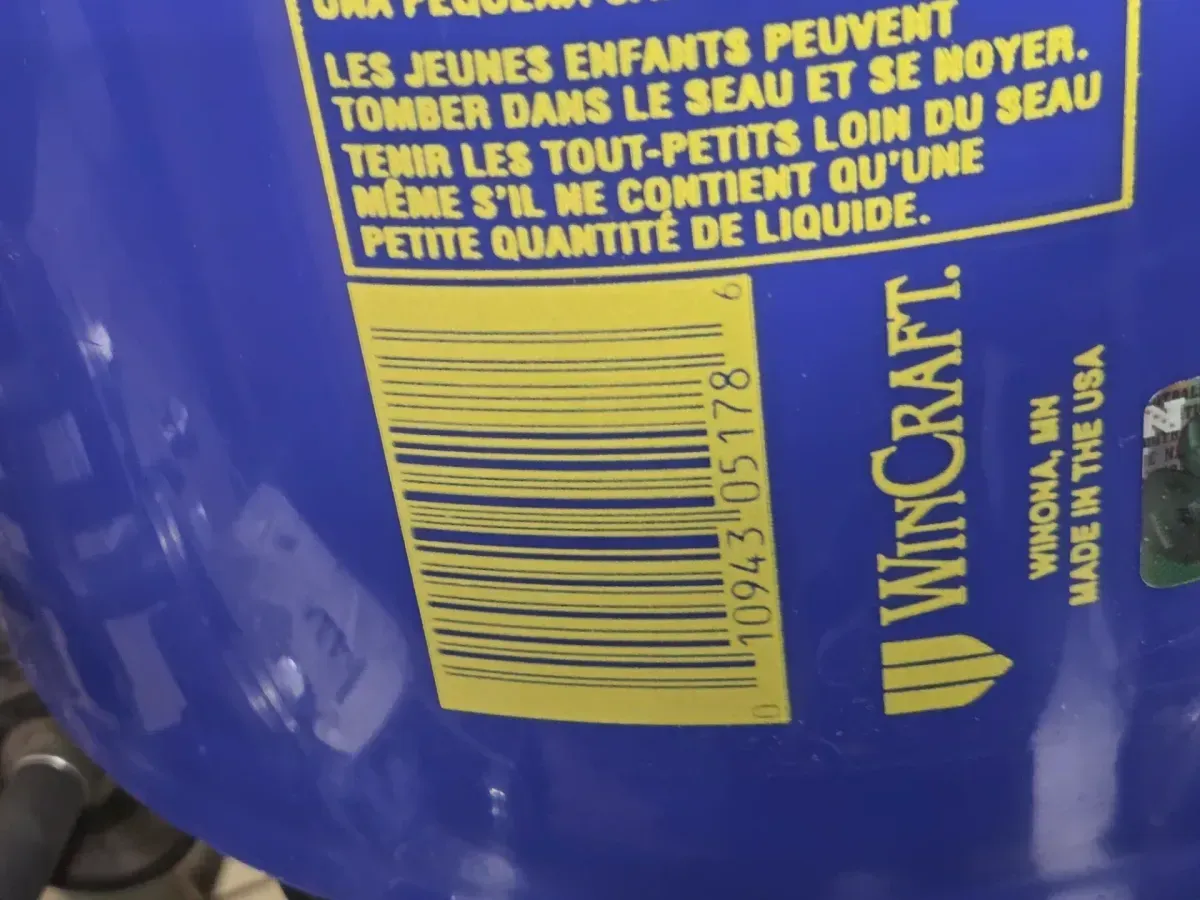 LES JEUNES ENFANTS PEUVENT
TOMBER DANS LE SEAU ET SE NOYER.
TENIR LES TOUT-PETITS LOIN DU SEAU
MÊME S'IL NE CONTIENT QU'UNE
PETITE QUANTITÉ DE LIQUIDE.
0 10943 05178 6
WINCRAFT.
WINONA, MN
MADE IN THE USA